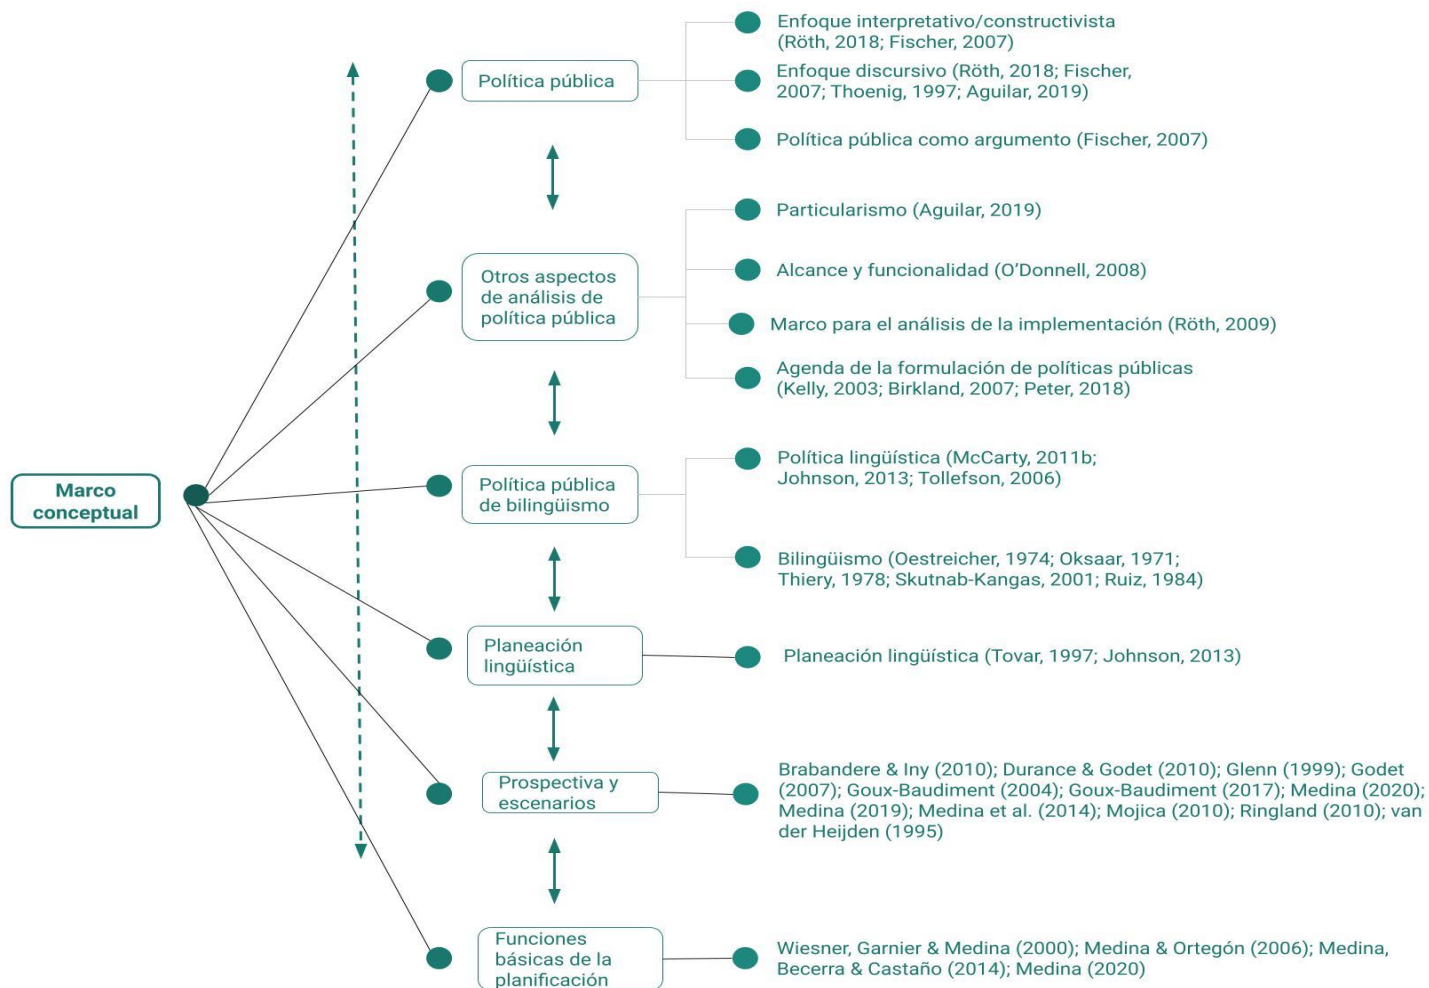 Marco
conceptual
Política pública
Enfoque interpretativo/constructivista
(Röth, 2018; Fischer, 2007)
Enfoque discursivo (Röth, 2018; Fischer,
2007; Thoenig, 1997; Aguilar, 2019)
Política pública como argumento (Fischer, 2007)
Otros aspectos
de análisis de
política pública
Particularismo (Aguilar, 2019)
Alcance y funcionalidad (O’Donnell, 2008)
Marco para el análisis de la implementación (Röth, 2009)
Agenda de la formulación de políticas públicas
(Kelly, 2003; Birkland, 2007; Peter, 2018)
Política pública
de bilingüismo
Política lingüística (McCarty, 2011b;
Johnson, 2013; Tollefson, 2006)
Bilingüismo (Oestreicher, 1974; Oksaar, 1971;
Thiery, 1978; Skutnab-Kangas, 2001; Ruiz, 1984)
Planeación
lingüística
Planeación lingüística (Tovar, 1997; Johnson, 2013)
Prospectiva y
escenarios
Brabandere & Iny (2010); Durance & Godet (2010); Glenn (1999); Godet
(2007); Goux-Baudiment (2004); Goux-Baudiment (2017); Medina (2020);
Medina (2019); Medina et al. (2014); Mojica (2010); Ringland (2010); van
der Heijden (1995)
Funciones
básicas de la
planificación
Wiesner, Garnier & Medina (2000); Medina & Ortegón (2006); Medina,
Becerra & Castaño (2014); Medina (2020)